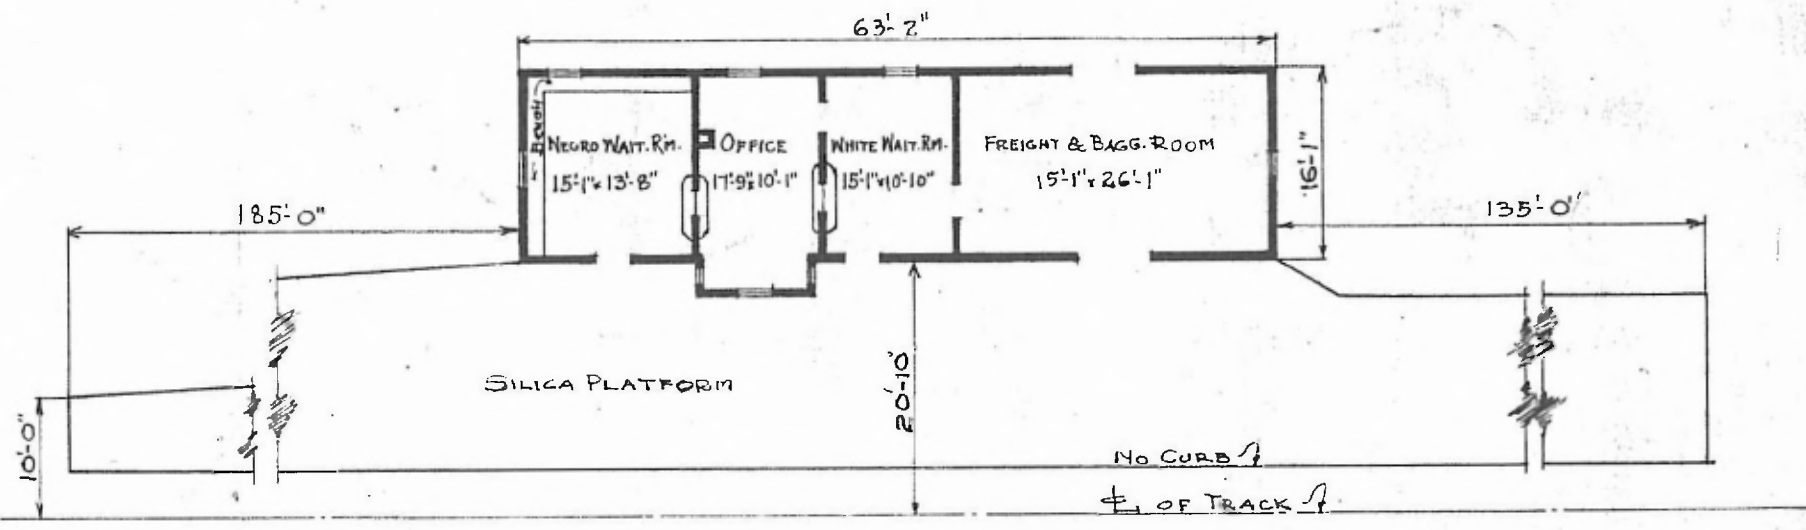 63'-2"
BENCH
NEGRO WAIT. RM.
15'-1" x 13'-8"
OFFICE
17'-9" x 10'-1"
WHITE WAIT. RM.
15'-1" x 10'-10"
FREIGHT & BAGG. ROOM
15'-1" x 26'-1"
16'-1"
185'-0"
135'-0"
SILICA PLATFORM
20'-10"
10'-0"
NO CURB
℄ OF TRACK